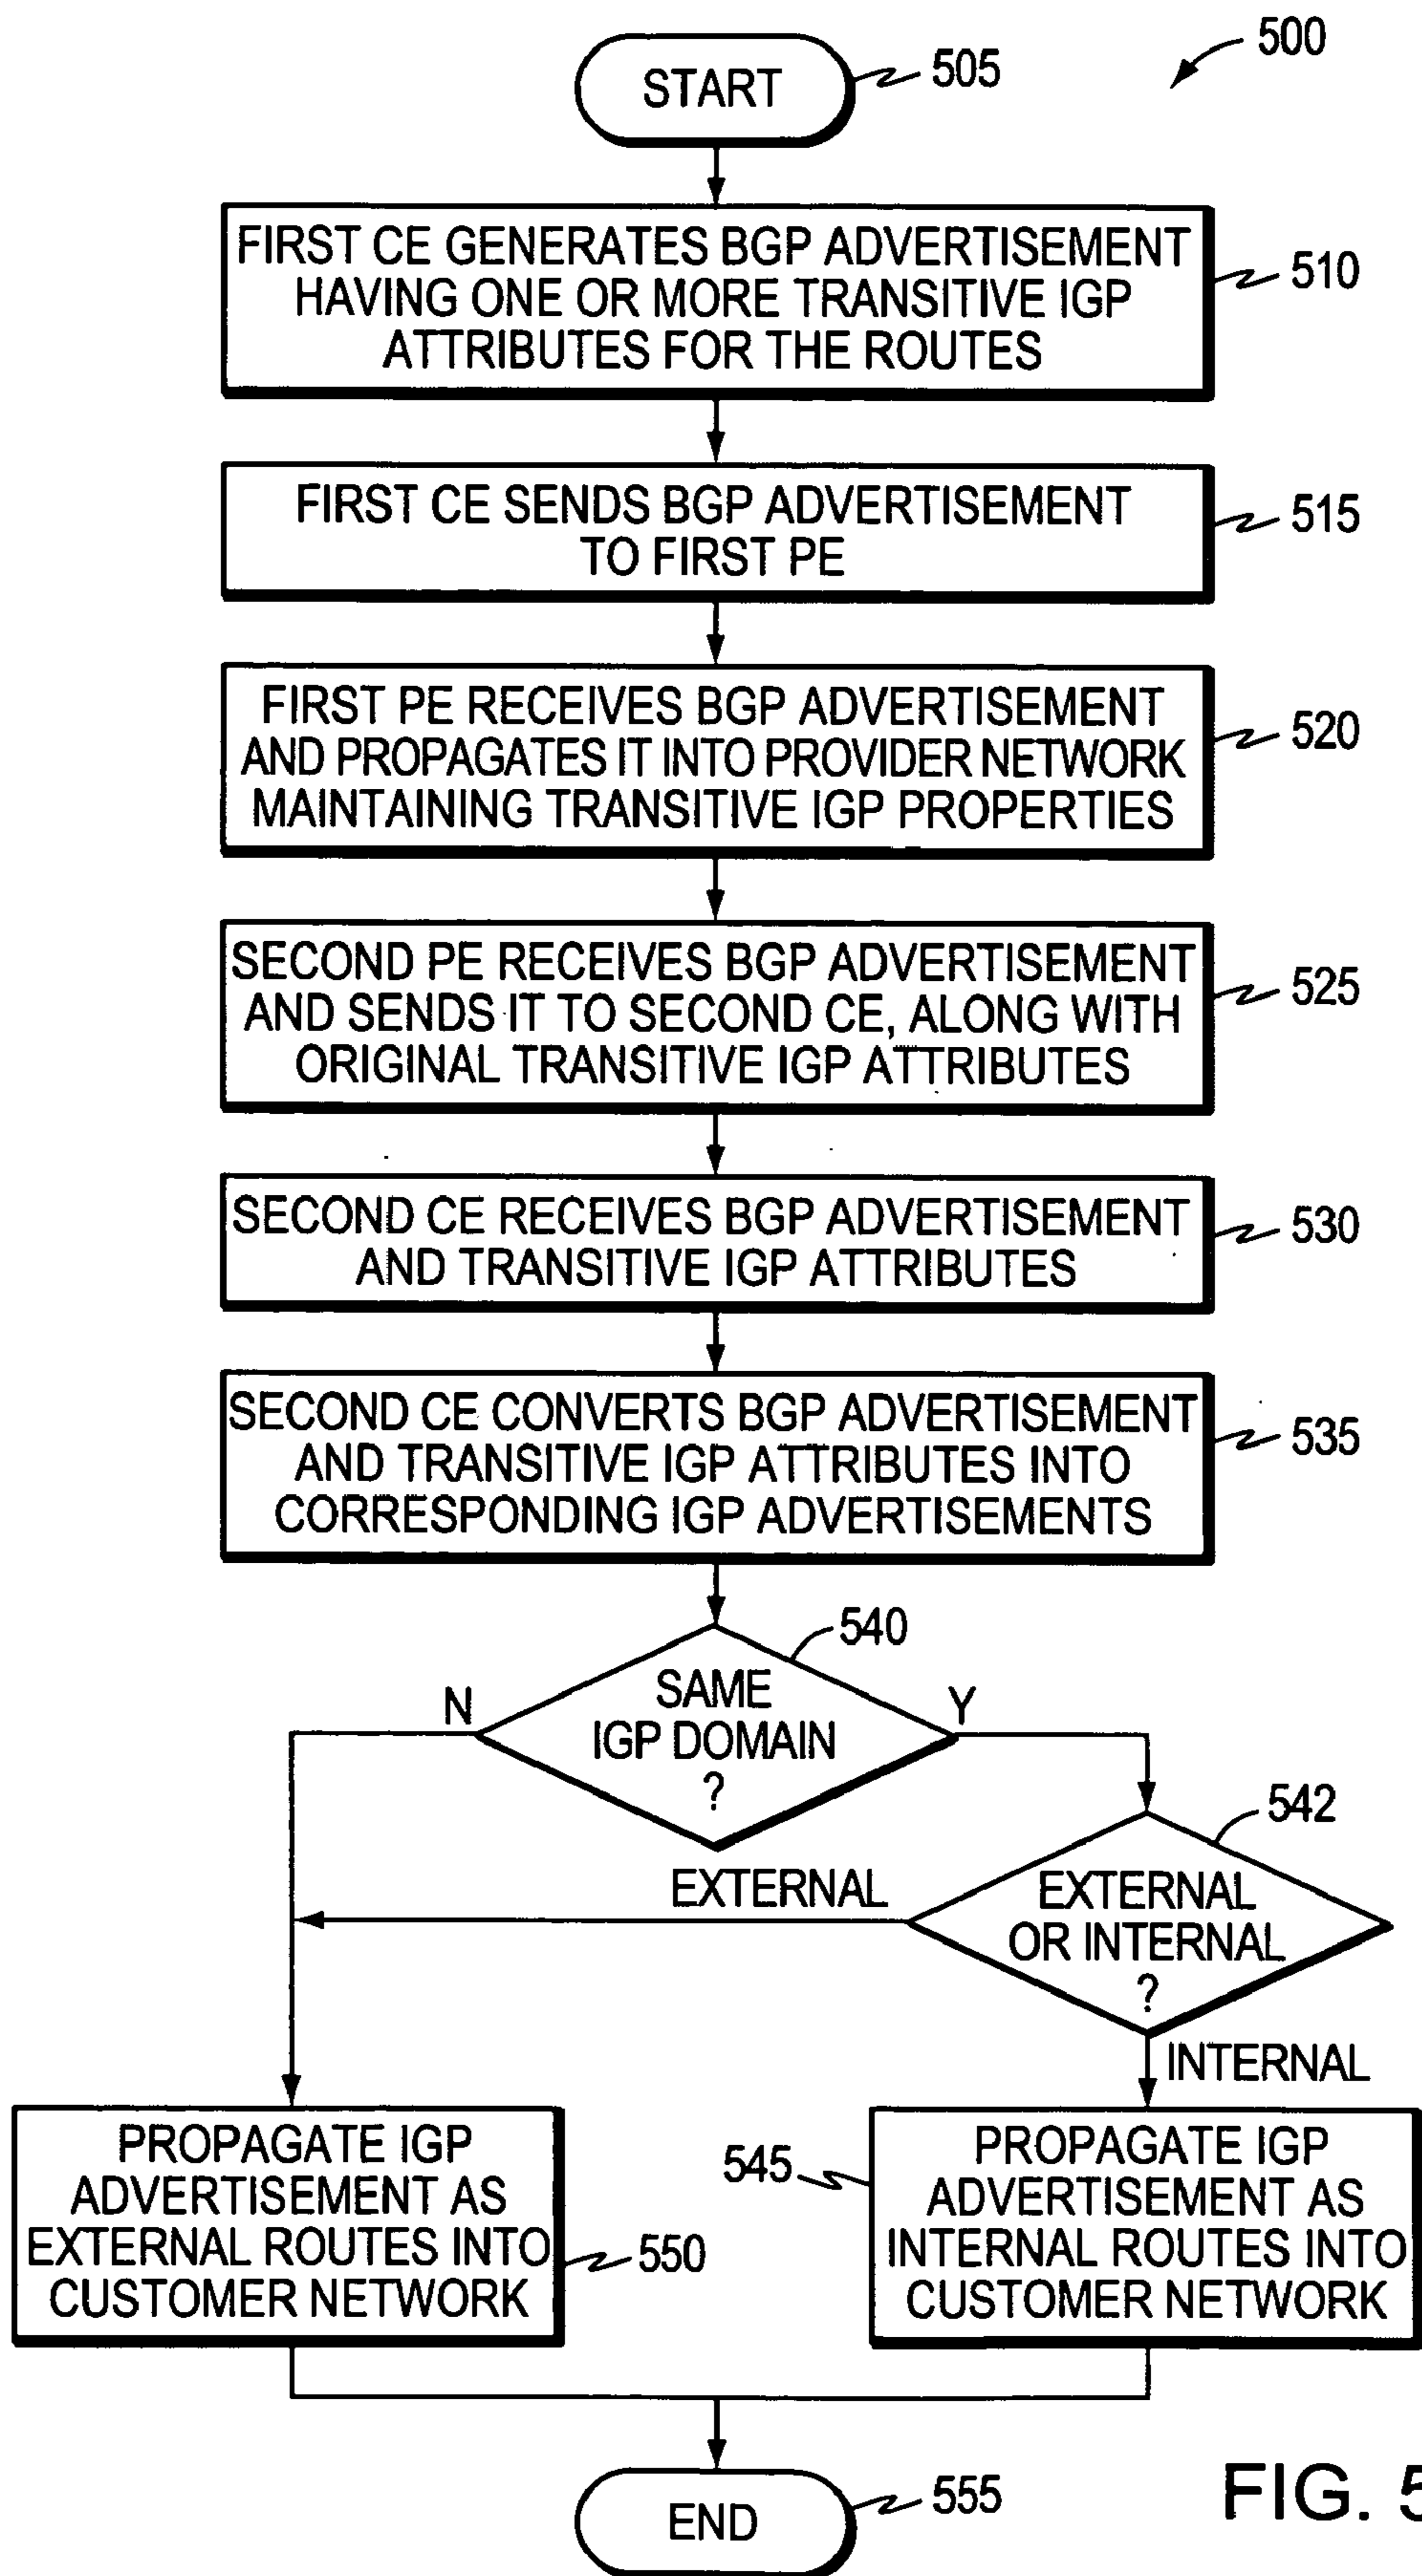 500
START
505
FIRST CE GENERATES BGP ADVERTISEMENT
HAVING ONE OR MORE TRANSITIVE IGP
ATTRIBUTES FOR THE ROUTES
510
FIRST CE SENDS BGP ADVERTISEMENT
TO FIRST PE
515
FIRST PE RECEIVES BGP ADVERTISEMENT
AND PROPAGATES IT INTO PROVIDER NETWORK
MAINTAINING TRANSITIVE IGP PROPERTIES
520
SECOND PE RECEIVES BGP ADVERTISEMENT
AND SENDS IT TO SECOND CE, ALONG WITH
ORIGINAL TRANSITIVE IGP ATTRIBUTES
525
SECOND CE RECEIVES BGP ADVERTISEMENT
AND TRANSITIVE IGP ATTRIBUTES
530
SECOND CE CONVERTS BGP ADVERTISEMENT
AND TRANSITIVE IGP ATTRIBUTES INTO
CORRESPONDING IGP ADVERTISEMENTS
535
540
SAME
IGP DOMAIN
?
N
Y
542
EXTERNAL
OR INTERNAL
?
EXTERNAL
INTERNAL
PROPAGATE IGP
ADVERTISEMENT AS
EXTERNAL ROUTES INTO
CUSTOMER NETWORK
550
545
PROPAGATE IGP
ADVERTISEMENT AS
INTERNAL ROUTES INTO
CUSTOMER NETWORK
END
555
FIG. 5